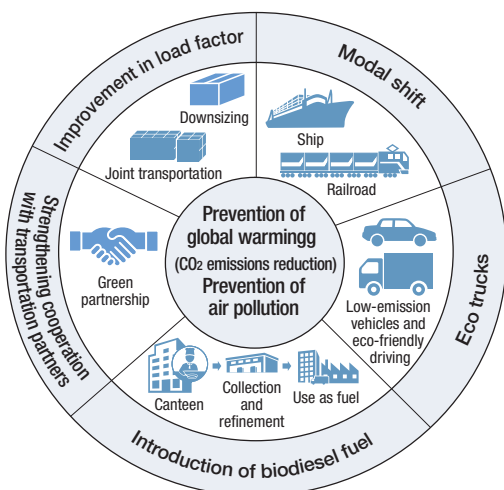 Improvement in load factor
Modal shift
Downsizing
Joint transportation
Ship
Railroad
Strengthening cooperation
with transportation partners
Green
partnership
Prevention of
global warmingg
(CO2 emissions reduction)
Prevention of
air pollution
Low-emission
vehicles and
eco-friendly
driving
Eco trucks
Canteen
Collection
and
refinement
Use as fuel
Introduction of biodiesel fuel